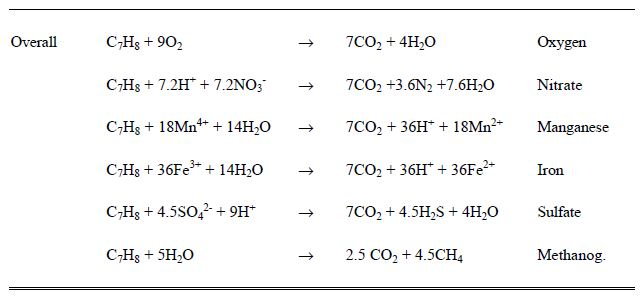 Overall C₇H₈ + 9O₂ → 7CO₂ + 4H₂O Oxygen
C₇H₈ + 7.2H⁺ + 7.2NO₃⁻ → 7CO₂ +3.6N₂ +7.6H₂O Nitrate
C₇H₈ + 18Mn⁴⁺ + 14H₂O → 7CO₂ + 36H⁺ + 18Mn²⁺ Manganese
C₇H₈ + 36Fe³⁺ + 14H₂O → 7CO₂ + 36H⁺ + 36Fe²⁺ Iron
C₇H₈ + 4.5SO₄²⁻ + 9H⁺ → 7CO₂ + 4.5H₂S + 4H₂O Sulfate
C₇H₈ + 5H₂O → 2.5 CO₂ + 4.5CH₄ Methanog.